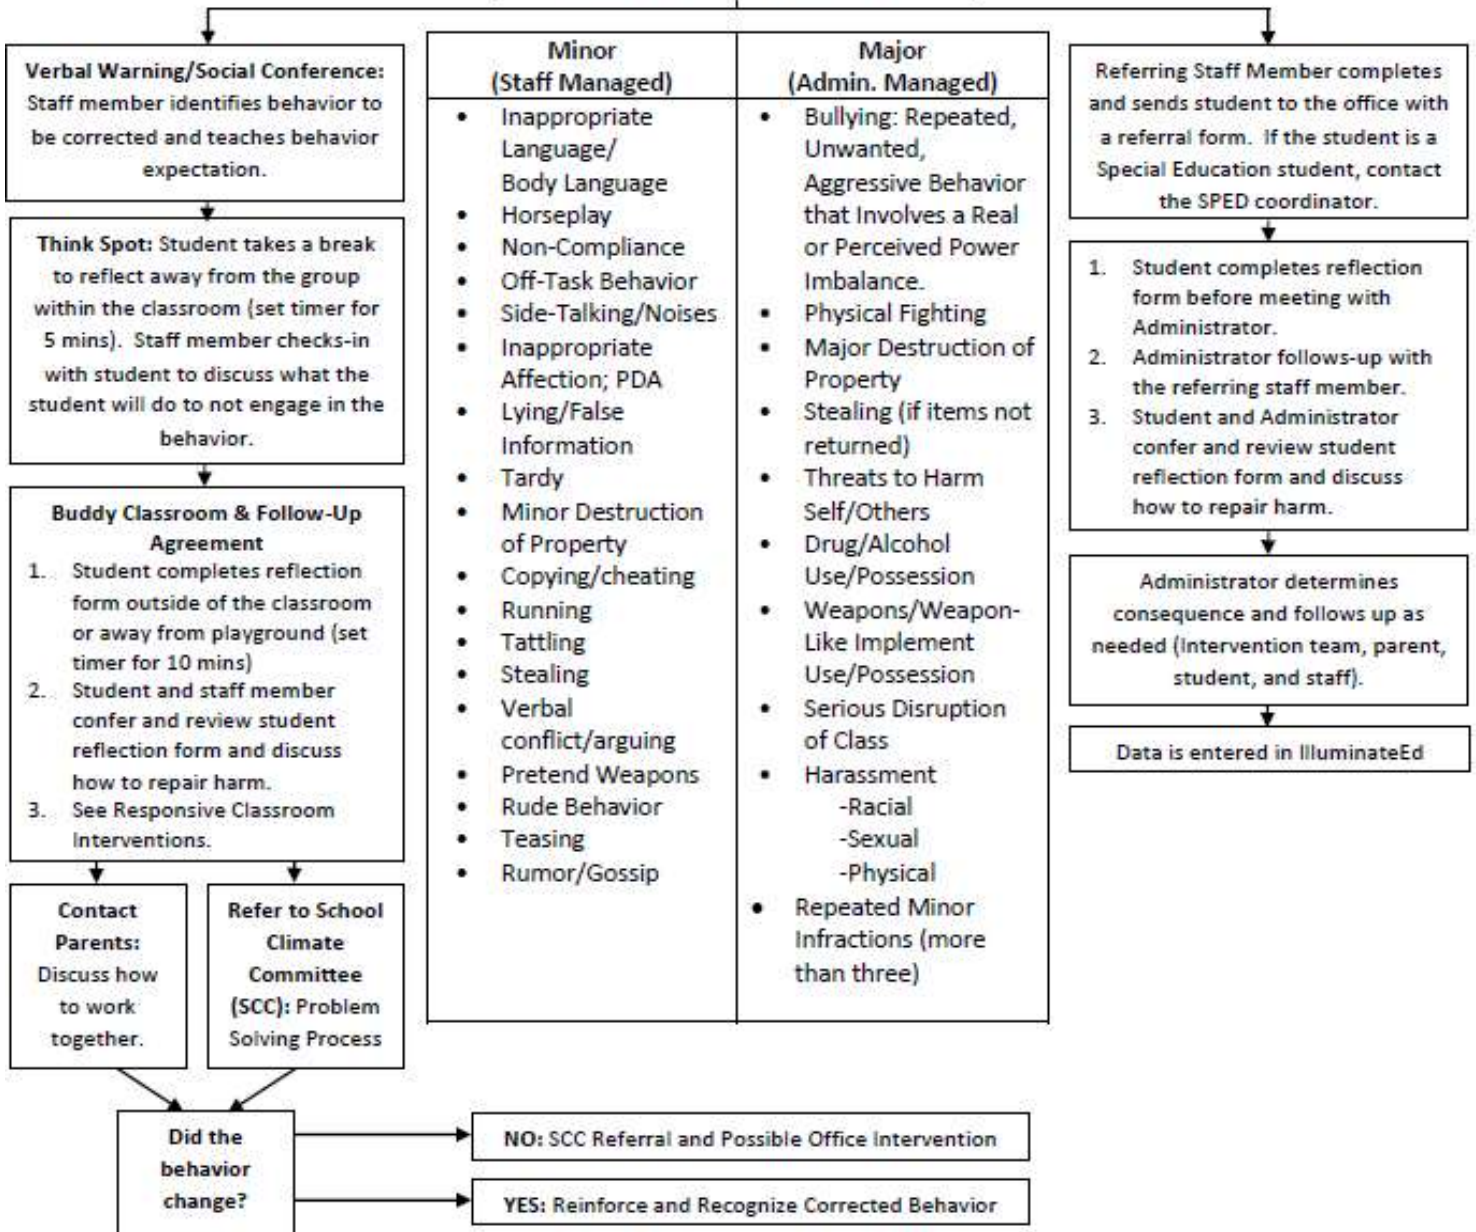 Verbal Warning/Social Conference:
Staff member identifies behavior to
be corrected and teaches behavior
expectation.
Think Spot: Student takes a break
to reflect away from the group
within the classroom (set timer for
5 mins). Staff member checks-in
with student to discuss what the
student will do to not engage in the
behavior.
Buddy Classroom & Follow-Up
Agreement
1. Student completes reflection
form outside of the classroom
or away from playground (set
timer for 10 mins)
2. Student and staff member
confer and review student
reflection form and discuss
how to repair harm.
3. See Responsive Classroom
Interventions.
Contact
Parents:
Discuss how
to work
together.
Refer to School
Climate
Committee
(SCC): Problem
Solving Process
Minor
(Staff Managed)
• Inappropriate
Language/
Body Language
• Horseplay
• Non-Compliance
• Off-Task Behavior
• Side-Talking/Noises
• Inappropriate
Affection; PDA
• Lying/False
Information
• Tardy
• Minor Destruction
of Property
• Copying/cheating
• Running
• Tattling
• Stealing
• Verbal
conflict/arguing
• Pretend Weapons
• Rude Behavior
• Teasing
• Rumor/Gossip
Major
(Admin. Managed)
• Bullying: Repeated,
Unwanted,
Aggressive Behavior
that Involves a Real
or Perceived Power
Imbalance.
• Physical Fighting
• Major Destruction of
Property
• Stealing (if items not
returned)
• Threats to Harm
Self/Others
• Drug/Alcohol
Use/Possession
• Weapons/Weapon-
Like Implement
Use/Possession
• Serious Disruption
of Class
• Harassment
-Racial
-Sexual
-Physical
• Repeated Minor
Infractions (more
than three)
Referring Staff Member completes
and sends student to the office with
a referral form. If the student is a
Special Education student, contact
the SPED coordinator.
1. Student completes reflection
form before meeting with
Administrator.
2. Administrator follows-up with
the referring staff member.
3. Student and Administrator
confer and review student
reflection form and discuss
how to repair harm.
Administrator determines
consequence and follows up as
needed (Intervention team, parent,
student, and staff).
Data is entered in IlluminateEd
Did the
behavior
change?
NO: SCC Referral and Possible Office Intervention
YES: Reinforce and Recognize Corrected Behavior